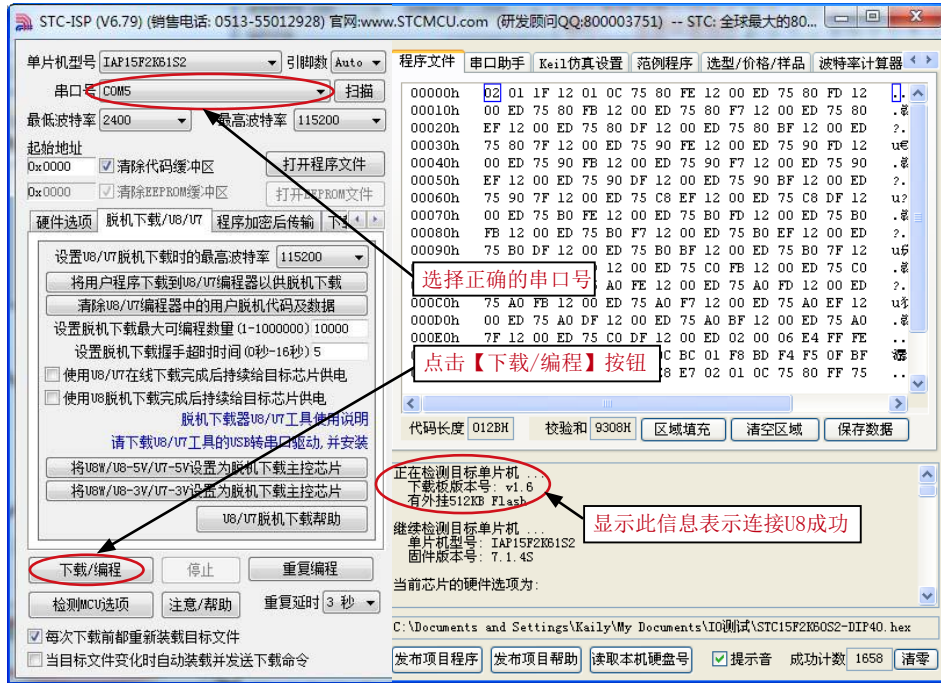 STC-ISP (V6.79) (销售电话: 0513-55012928) 官网:www.STCMCU.com (研发顾问QQ:800003751) -- STC: 全球最大的80...
单片机型号 IAP15F2K61S2 引脚数 Auto
串口号 COM5 扫描
最低波特率 2400 最高波特率 115200
起始地址
0x0000 清除代码缓冲区 打开程序文件
0x0000 清除EEPROM缓冲区 打开EEPROM文件
硬件选项 脱机下载/U8/U7 程序加密后传输
设置U8/U7脱机下载时的最高波特率 115200
将用户程序下载到U8/U7编程器以供脱机下载
清除U8/U7编程器中的用户脱机代码及数据
设置脱机下载最大可编程数量(1-1000000) 10000
设置脱机下载握手超时时间(0秒-16秒) 5
使用U8/U7在线下载完成后持续给目标芯片供电
使用U8脱机下载完成后持续给目标芯片供电
脱机下载器U8/U7工具使用说明
请下载U8/U7工具的USB转串口驱动,并安装
将U8W/U8-5V/U7-5V设置为脱机下载主控芯片
将U8W/U8-3V/U7-3V设置为脱机下载主控芯片
U8/U7脱机下载帮助
下载/编程 停止 重复编程
检测MCU选项 注意/帮助 重复延时 3 秒
每次下载前都重新装载目标文件
当目标文件变化时自动装载并发送下载命令
程序文件 串口助手 Keil仿真设置 范例程序 选型/价格/样品 波特率计算器
00000h 02 01 1F 12 01 0C 75 80 FE 12 00 ED 75 80 FD 12 ..
00010h 00 ED 75 80 FB 12 00 ED 75 80 F7 12 00 ED 75 80
00020h EF 12 00 ED 75 80 DF 12 00 ED 75 80 BF 12 00 ED ?.
00030h 75 80 7F 12 00 ED 75 90 FE 12 00 ED 75 90 FD 12 u€
00040h 00 ED 75 90 FB 12 00 ED 75 90 F7 12 00 ED 75 90
00050h EF 12 00 ED 75 90 DF 12 00 ED 75 90 BF 12 00 ED ?.
00060h 75 90 7F 12 00 ED 75 C8 EF 12 00 ED 75 C8 DF 12 u?
00070h 00 ED 75 B0 FE 12 00 ED 75 B0 FD 12 00 ED 75 B0
00080h FB 12 00 ED 75 B0 F7 12 00 ED 75 B0 EF 12 00 ED ?.
00090h 75 B0 DF 12 00 ED 75 B0 BF 12 00 ED 75 B0 7F 12
12 00 ED 75 C0 FB 12 00 ED 75 C0
A0 FE 12 00 ED 75 A0 FD 12 00 ED ?.
000C0h 75 A0 FB 12 00 ED 75 A0 F7 12 00 ED 75 A0 EF 12
000D0h 00 ED 75 A0 DF 12 00 ED 75 A0 BF 12 00 ED 75 A0
000E0h 7F 12 00 ED 75 C0 DF 12 00 ED 02 00 06 E4 FF FE ..
BC 01 F8 BD F4 F5 0F BF
E7 02 01 0C 75 80 FF 75 ..
选择正确的串口号
点击【下载/编程】按钮
代码长度 012BH 校验和 9308H 区域填充 清空区域 保存数据
正在检测目标单片机 ...
下载板版本号: v1.6
有外挂512KB Flash
显示此信息表示连接U8成功
继续检测目标单片机 ...
单片机型号: IAP15F2K61S2
固件版本号: 7.1.4S
当前芯片的硬件选项为:
C:\Documents and Settings\Kaily\My Documents\IO测试\STC15F2K60S2-DIP40.hex
发布项目程序 发布项目帮助 读取本机硬盘号 提示音 成功计数 1658 清零